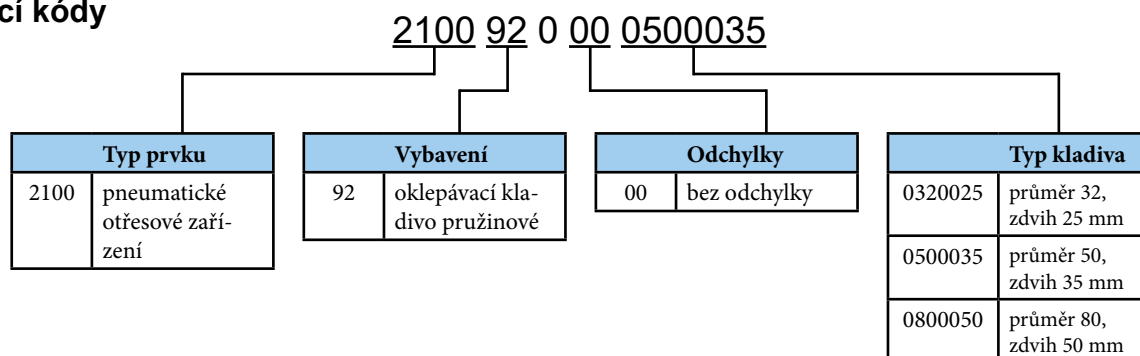 cí kódy
2100 92 0 00 0500035
Typ prvku
2100 pneumatické
otřesové zaří-
zení
Vybavení
92 oklepávací kla-
divo pružinové
Odchylky
00 bez odchylky
Typ kladiva
0320025 průměr 32,
zdvih 25 mm
0500035 průměr 50,
zdvih 35 mm
0800050 průměr 80,
zdvih 50 mm